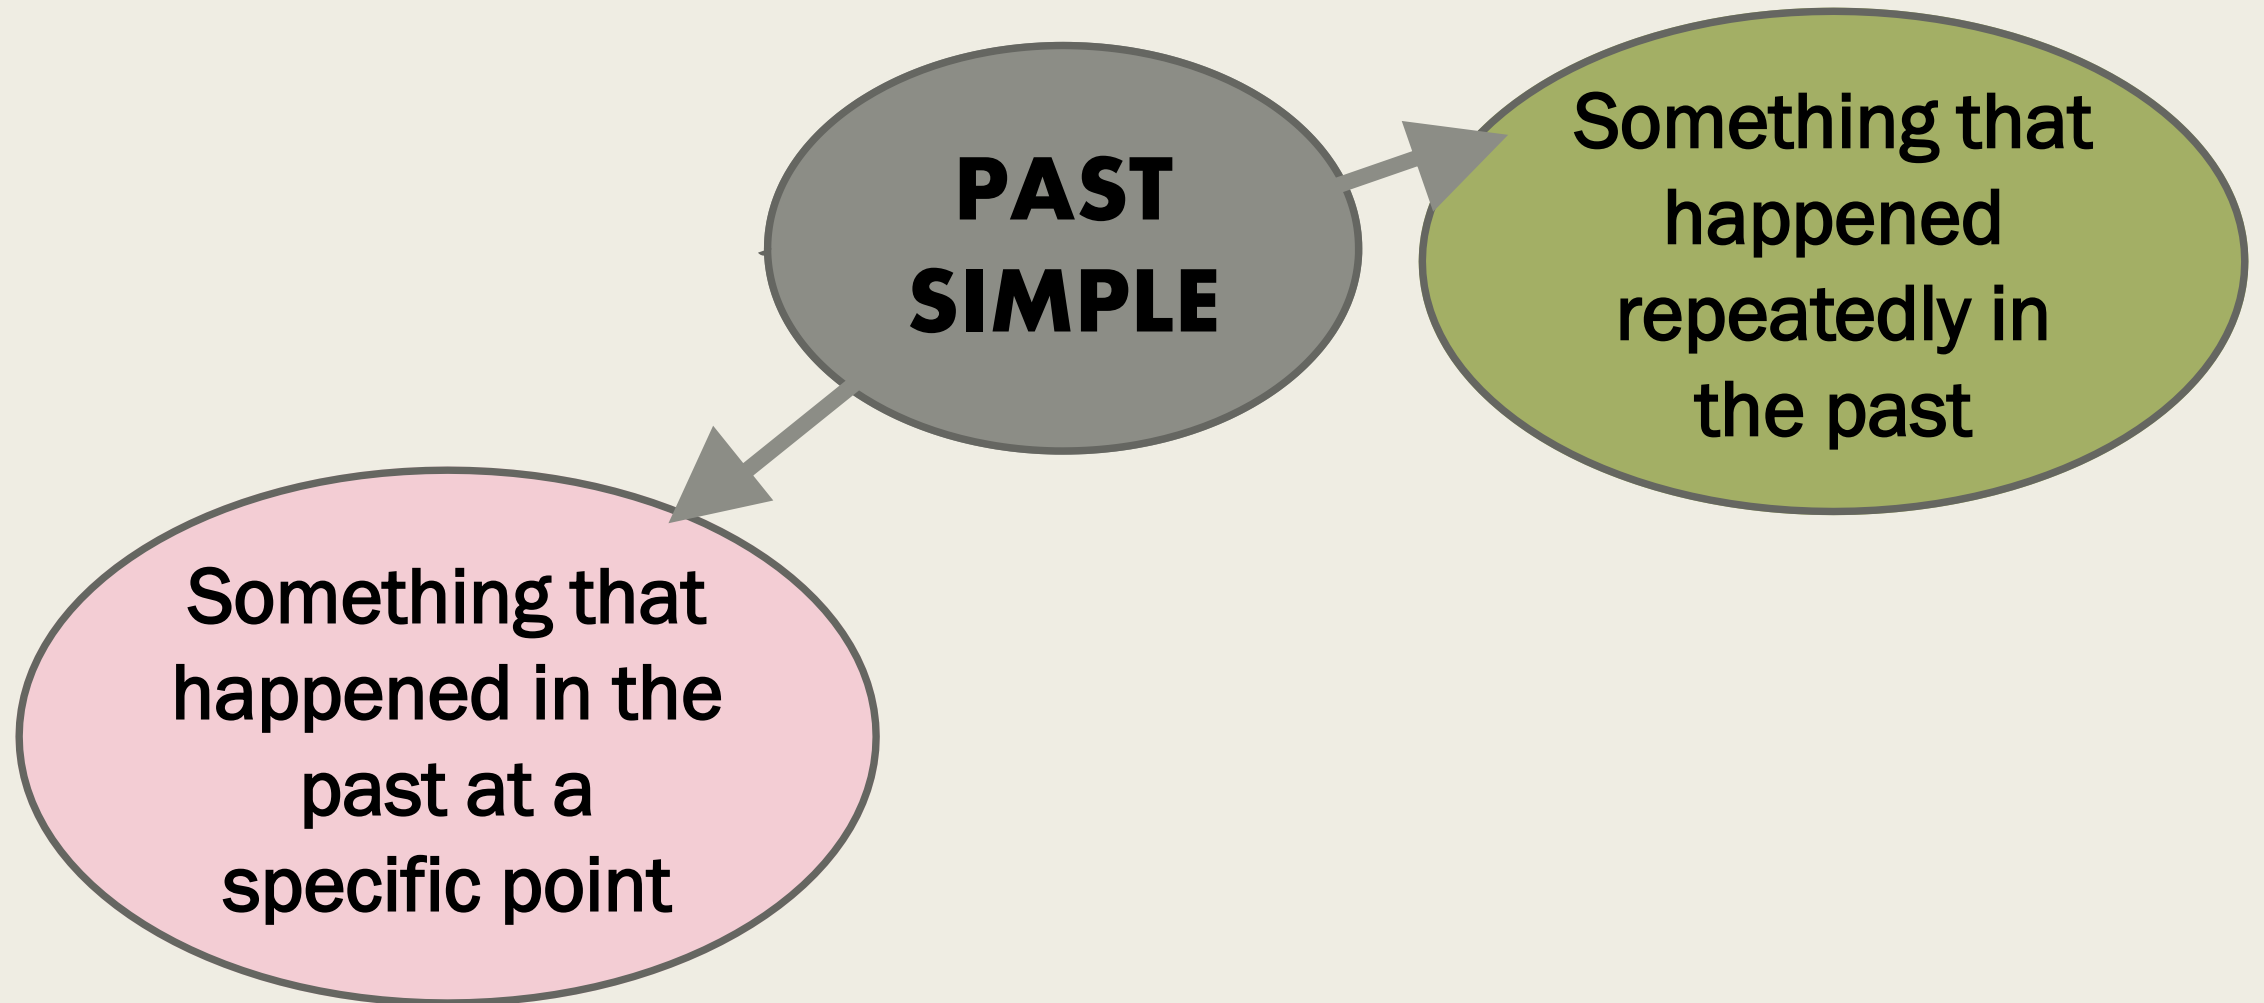 PAST
SIMPLE
Something that
happened
repeatedly in
the past
Something that
happened in the
past at a
specific point